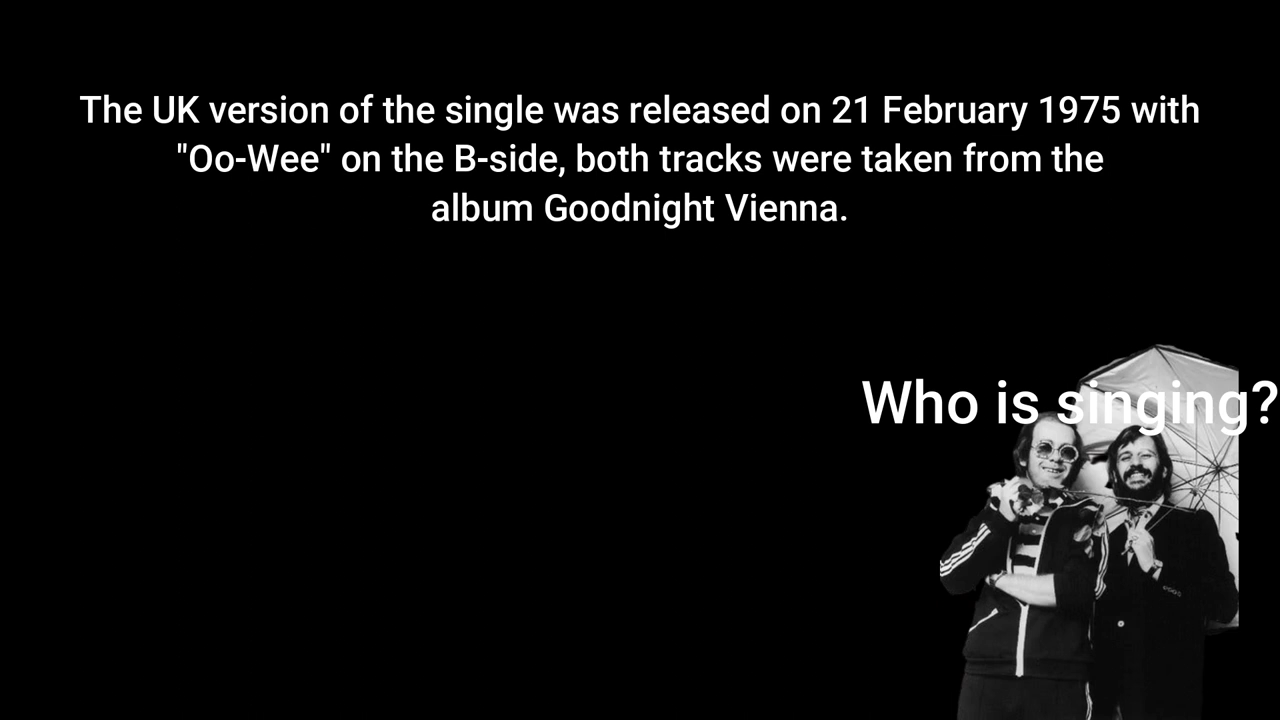 The UK version of the single was released on 21 February 1975 with
"Oo-Wee" on the B-side, both tracks were taken from the
album Goodnight Vienna.
Who is singing?